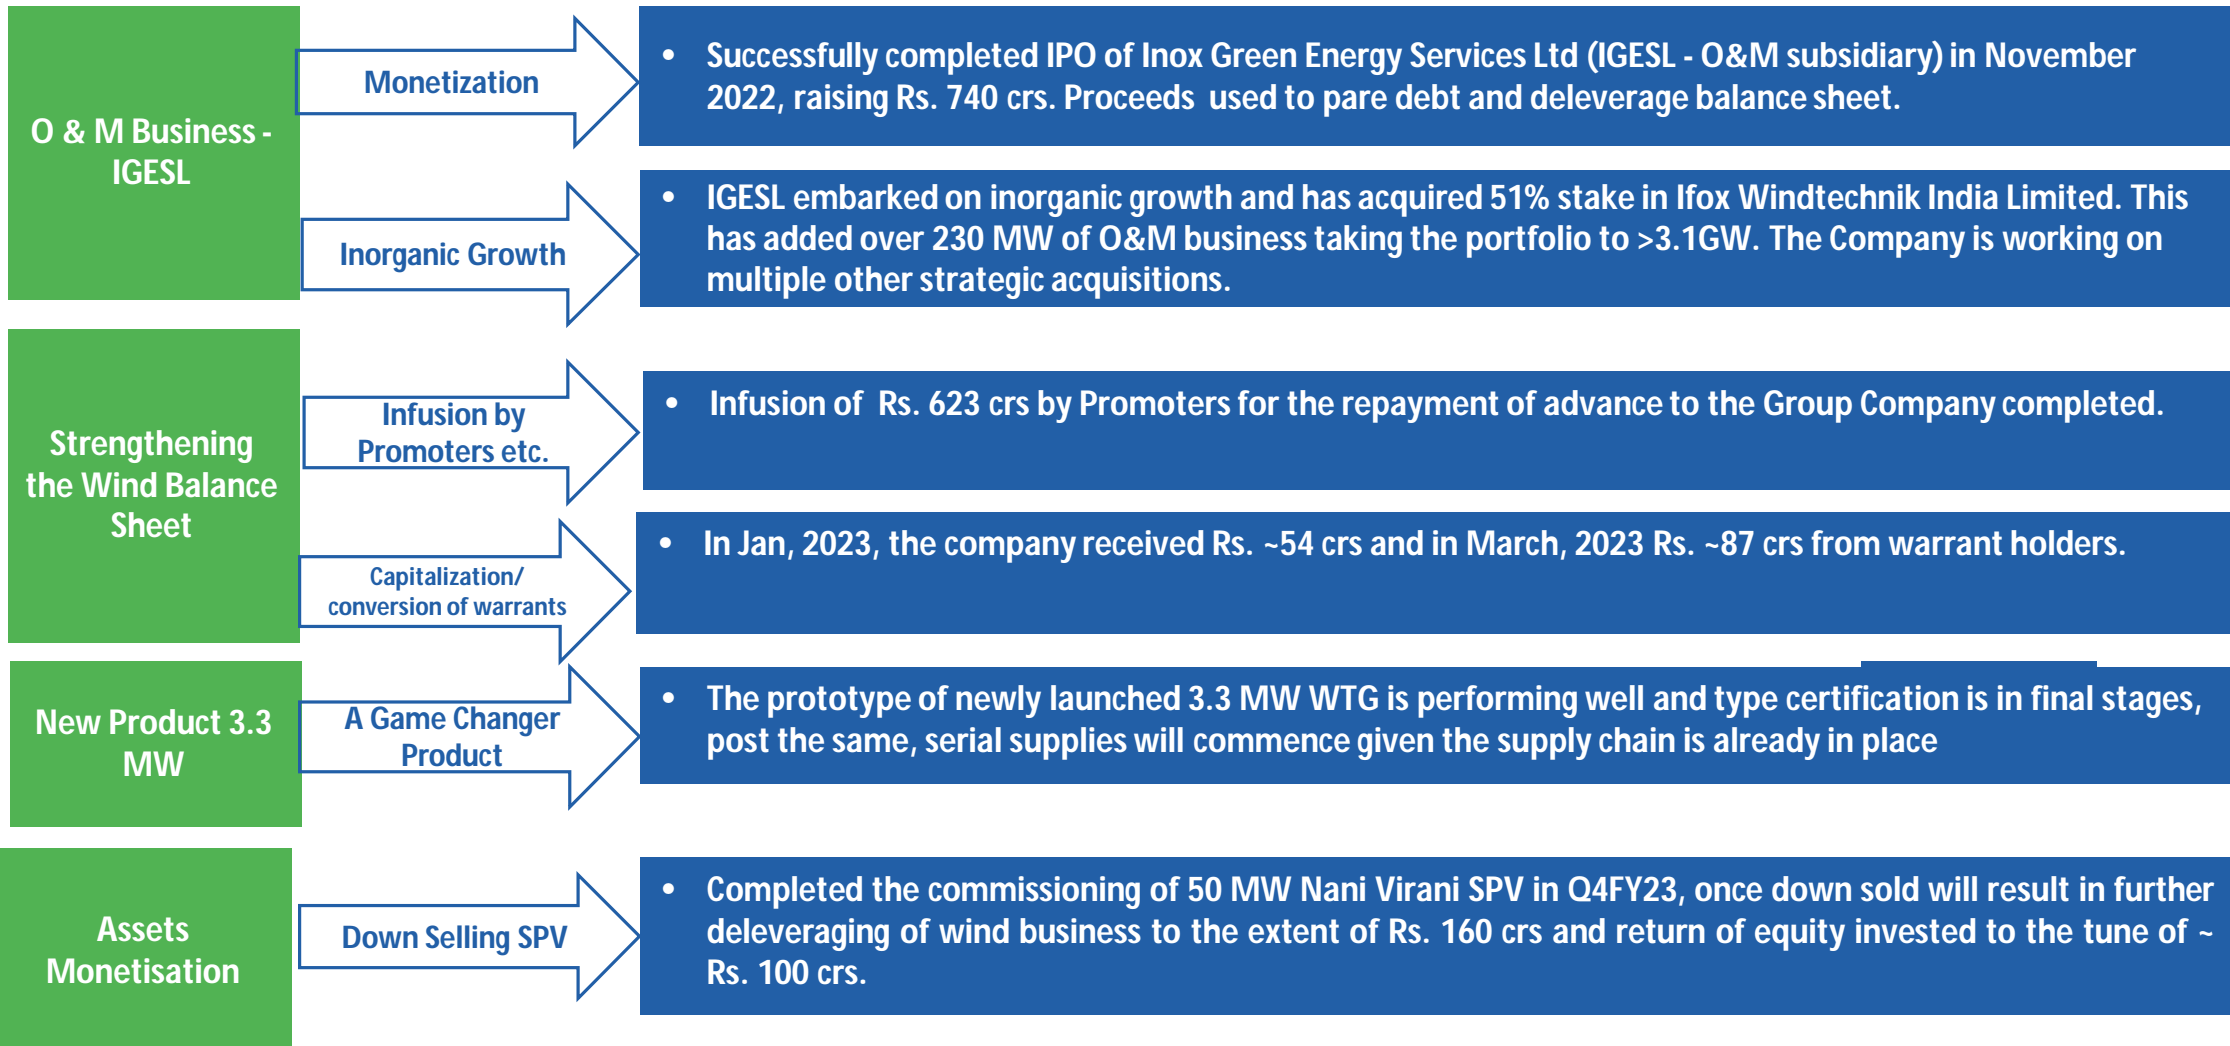 O & M Business -
IGESL
Monetization
• Successfully completed IPO of Inox Green Energy Services Ltd (IGESL - O&M subsidiary) in November
2022, raising Rs. 740 crs. Proceeds used to pare debt and deleverage balance sheet.
Inorganic Growth
• IGESL embarked on inorganic growth and has acquired 51% stake in Ifox Windtechnik India Limited. This
has added over 230 MW of O&M business taking the portfolio to >3.1GW. The Company is working on
multiple other strategic acquisitions.
Strengthening
the Wind Balance
Sheet
Infusion by
Promoters etc.
• Infusion of Rs. 623 crs by Promoters for the repayment of advance to the Group Company completed.
Capitalization/
conversion of warrants
• In Jan, 2023, the company received Rs. ~54 crs and in March, 2023 Rs. ~87 crs from warrant holders.
New Product 3.3
MW
A Game Changer
Product
• The prototype of newly launched 3.3 MW WTG is performing well and type certification is in final stages,
post the same, serial supplies will commence given the supply chain is already in place
Assets
Monetisation
Down Selling SPV
• Completed the commissioning of 50 MW Nani Virani SPV in Q4FY23, once down sold will result in further
deleveraging of wind business to the extent of Rs. 160 crs and return of equity invested to the tune of ~
Rs. 100 crs.